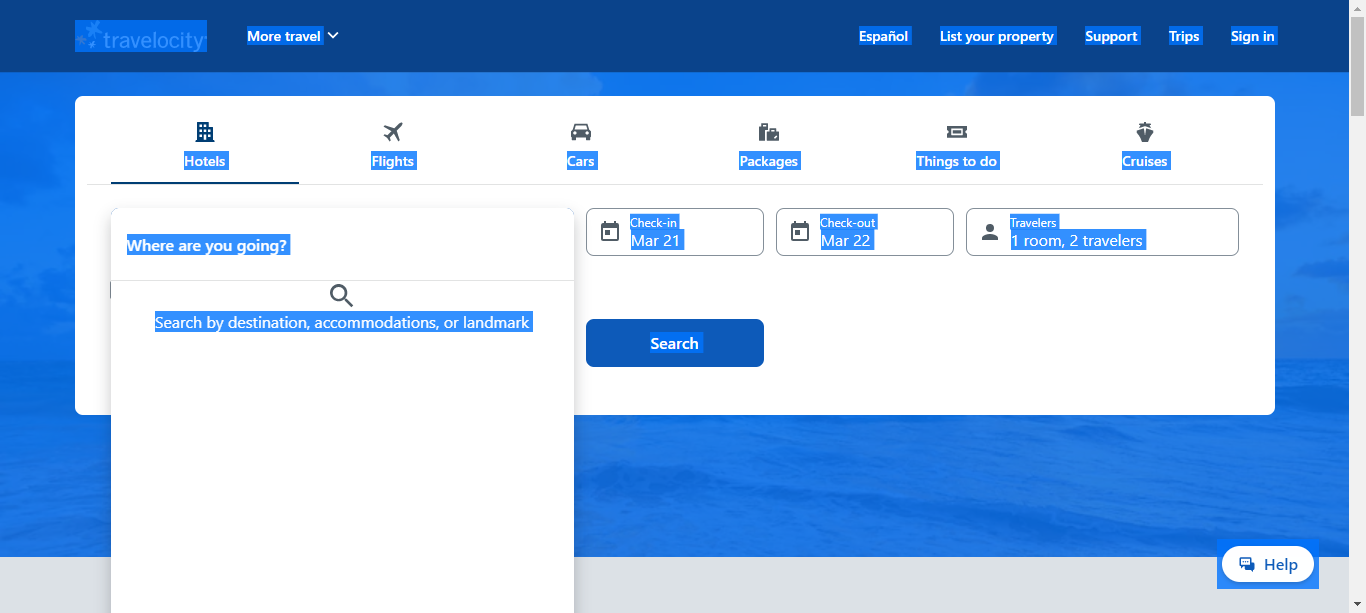 travelocity
More travel
Español
List your property
Support
Trips
Sign in
Hotels
Flights
Cars
Packages
Things to do
Cruises
Where are you going?
Search by destination, accommodations, or landmark
Check-in
Mar 21
Check-out
Mar 22
Travelers
1 room, 2 travelers
Search
Help